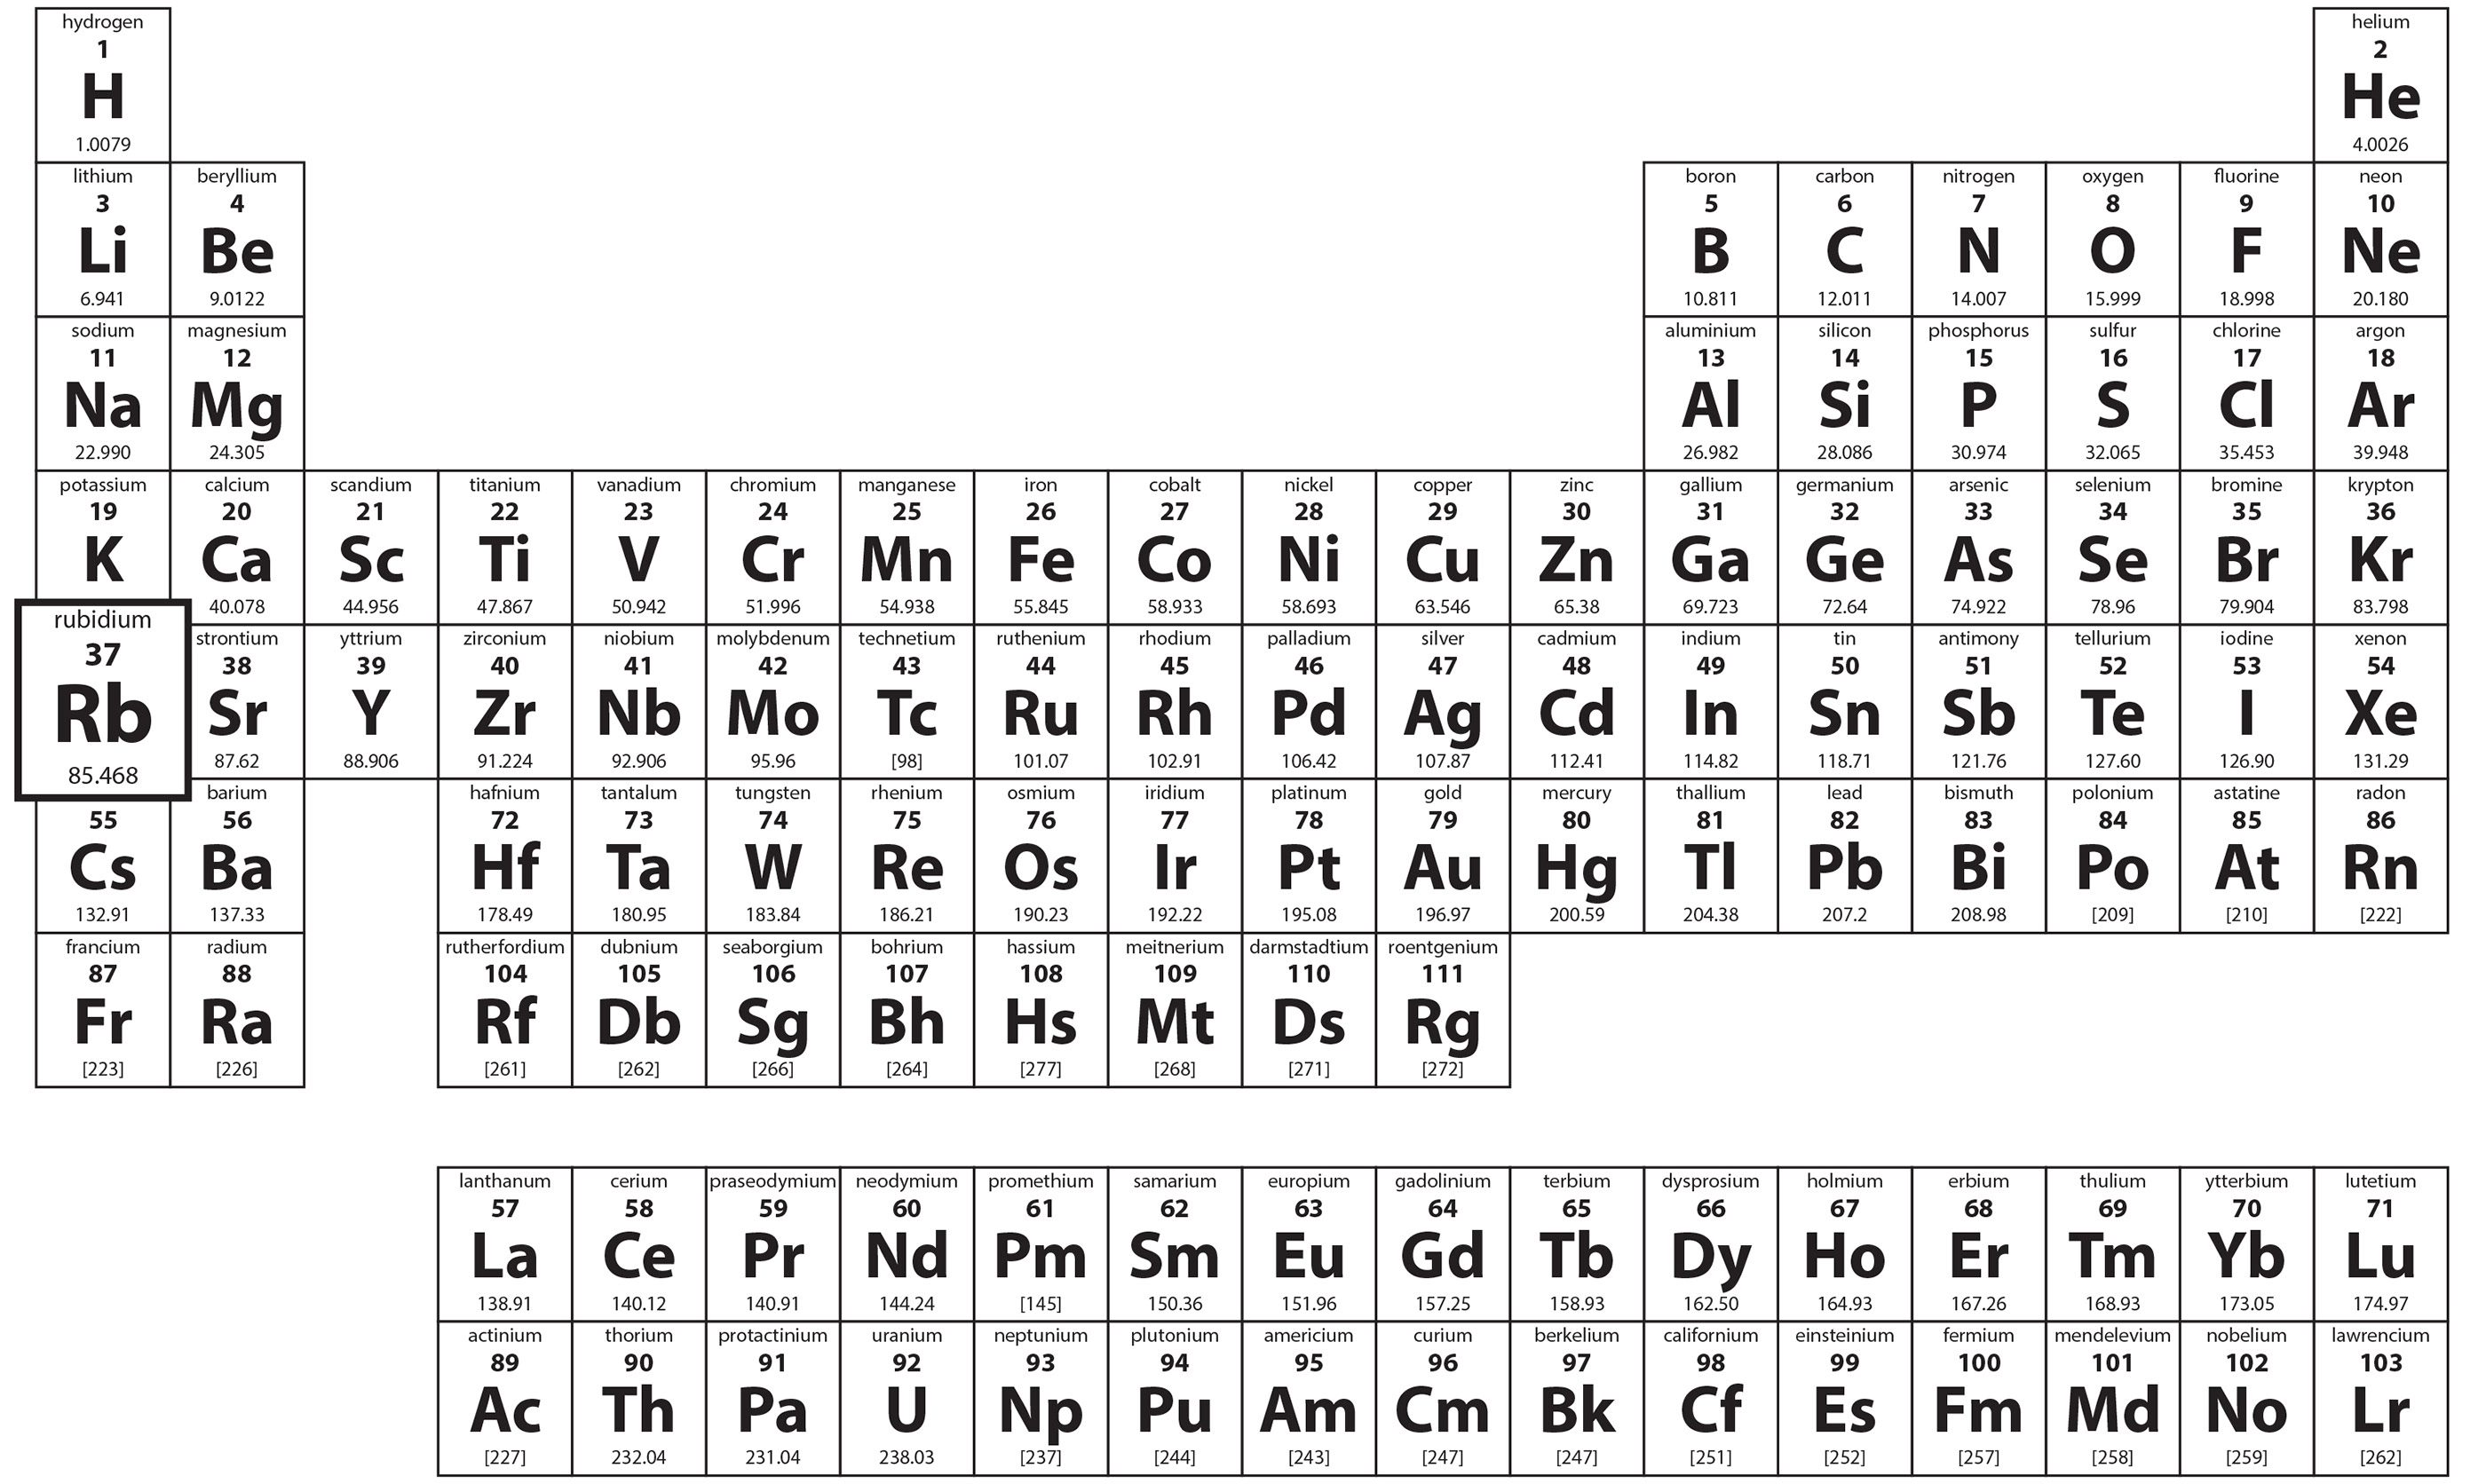 hydrogen helium
1 2
H He
1.0079 4.0026
lithium beryllium boron carbon nitrogen oxygen fluorine neon
3 4 5 6 7 8 9 10
Li Be B C N O F Ne
6.941 9.0122 10.811 12.011 14.007 15.999 18.998 20.180
sodium magnesium aluminium silicon phosphorus sulfur chlorine argon
11 12 13 14 15 16 17 18
Na Mg Al Si P S Cl Ar
22.990 24.305 26.982 28.086 30.974 32.065 35.453 39.948
potassium calcium scandium titanium vanadium chromium manganese iron cobalt nickel copper zinc gallium germanium arsenic selenium bromine krypton
19 20 21 22 23 24 25 26 27 28 29 30 31 32 33 34 35 36
K Ca Sc Ti V Cr Mn Fe Co Ni Cu Zn Ga Ge As Se Br Kr
40.078 44.956 47.867 50.942 51.996 54.938 55.845 58.933 58.693 63.546 65.38 69.723 72.64 74.922 78.96 79.904 83.798
rubidium strontium yttrium zirconium niobium molybdenum technetium ruthenium rhodium palladium silver cadmium indium tin antimony tellurium iodine xenon
37 38 39 40 41 42 43 44 45 46 47 48 49 50 51 52 53 54
Rb Sr Y Zr Nb Mo Tc Ru Rh Pd Ag Cd In Sn Sb Te I Xe
85.468 87.62 88.906 91.224 92.906 95.96 [98] 101.07 102.91 106.42 107.87 112.41 114.82 118.71 121.76 127.60 126.90 131.29
barium hafnium tantalum tungsten rhenium osmium iridium platinum gold mercury thallium lead bismuth polonium astatine radon
55 56 72 73 74 75 76 77 78 79 80 81 82 83 84 85 86
Cs Ba Hf Ta W Re Os Ir Pt Au Hg Tl Pb Bi Po At Rn
132.91 137.33 178.49 180.95 183.84 186.21 190.23 192.22 195.08 196.97 200.59 204.38 207.2 208.98 [209] [210] [222]
francium radium rutherfordium dubnium seaborgium bohrium hassium meitnerium darmstadtium roentgenium
87 88 104 105 106 107 108 109 110 111
Fr Ra Rf Db Sg Bh Hs Mt Ds Rg
[223] [226] [261] [262] [266] [264] [277] [268] [271] [272]
lanthanum cerium praseodymium neodymium promethium samarium europium gadolinium terbium dysprosium holmium erbium thulium ytterbium lutetium
57 58 59 60 61 62 63 64 65 66 67 68 69 70 71
La Ce Pr Nd Pm Sm Eu Gd Tb Dy Ho Er Tm Yb Lu
138.91 140.12 140.91 144.24 [145] 150.36 151.96 157.25 158.93 162.50 164.93 167.26 168.93 173.05 174.97
actinium thorium protactinium uranium neptunium plutonium americium curium berkelium californium einsteinium fermium mendelevium nobelium lawrencium
89 90 91 92 93 94 95 96 97 98 99 100 101 102 103
Ac Th Pa U Np Pu Am Cm Bk Cf Es Fm Md No Lr
[227] 232.04 231.04 238.03 [237] [244] [243] [247] [247] [251] [252] [257] [258] [259] [262]